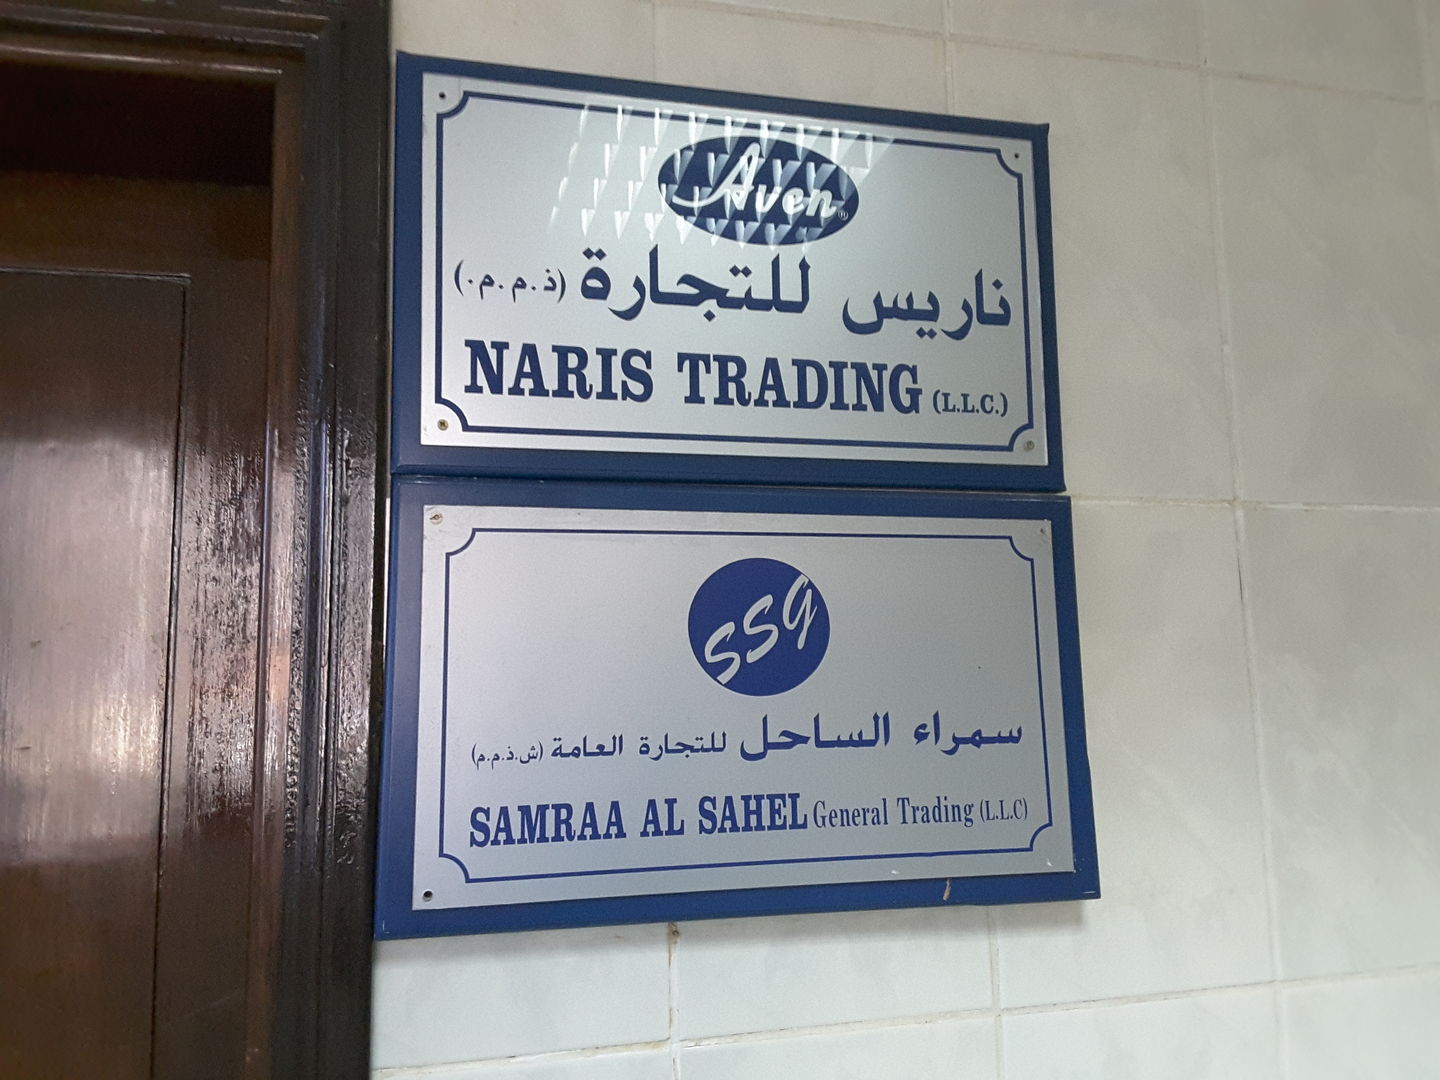 Aven®
ناريس للتجارة (ذ.م.م.)
NARIS TRADING (L.L.C.)
SSG
سمراء الساحل للتجارة العامة (ش.ذ.م.م)
SAMRAA AL SAHEL General Trading (L.L.C)